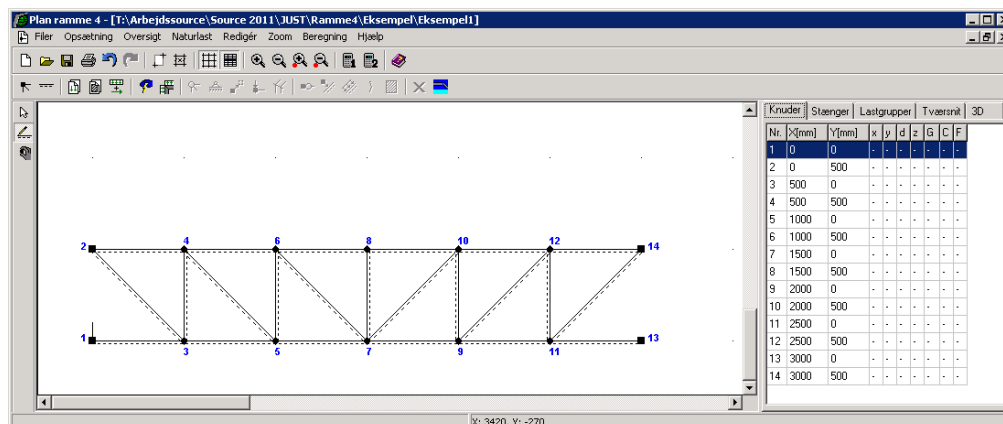 Plan ramme 4 - [T:\Arbejdssource\Source 2011\JUST\Ramme4\Eksempel\Eksempel1]
Filer Opsætning Oversigt Naturlast Redigér Zoom Beregning Hjælp
Knuder Stænger Lastgrupper Tværsnit 3D
Nr. X[mm] Y[mm] x y d z G C F
1 0 0 - - - - - - -
2 0 500 - - - - - - -
3 500 0 - - - - - - -
4 500 500 - - - - - - -
5 1000 0 - - - - - - -
6 1000 500 - - - - - - -
7 1500 0 - - - - - - -
8 1500 500 - - - - - - -
9 2000 0 - - - - - - -
10 2000 500 - - - - - - -
11 2500 0 - - - - - - -
12 2500 500 - - - - - - -
13 3000 0 - - - - - - -
14 3000 500 - - - - - - -
2 4 6 8 10 12 14
1 3 5 7 9 11 13
X: 3420, Y: -270